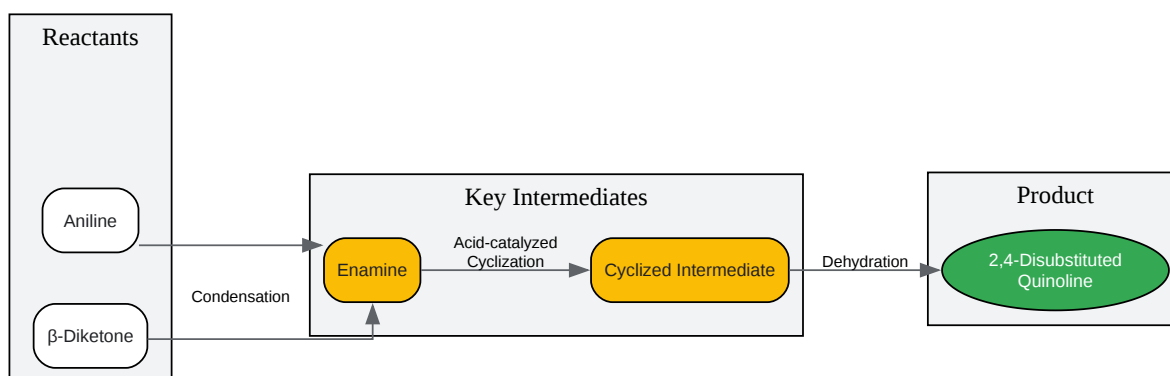 Reactants
Aniline
β-Diketone
Condensation
Key Intermediates
Enamine
Acid-catalyzed
Cyclization
Cyclized Intermediate
Dehydration
Product
2,4-Disubstituted
Quinoline